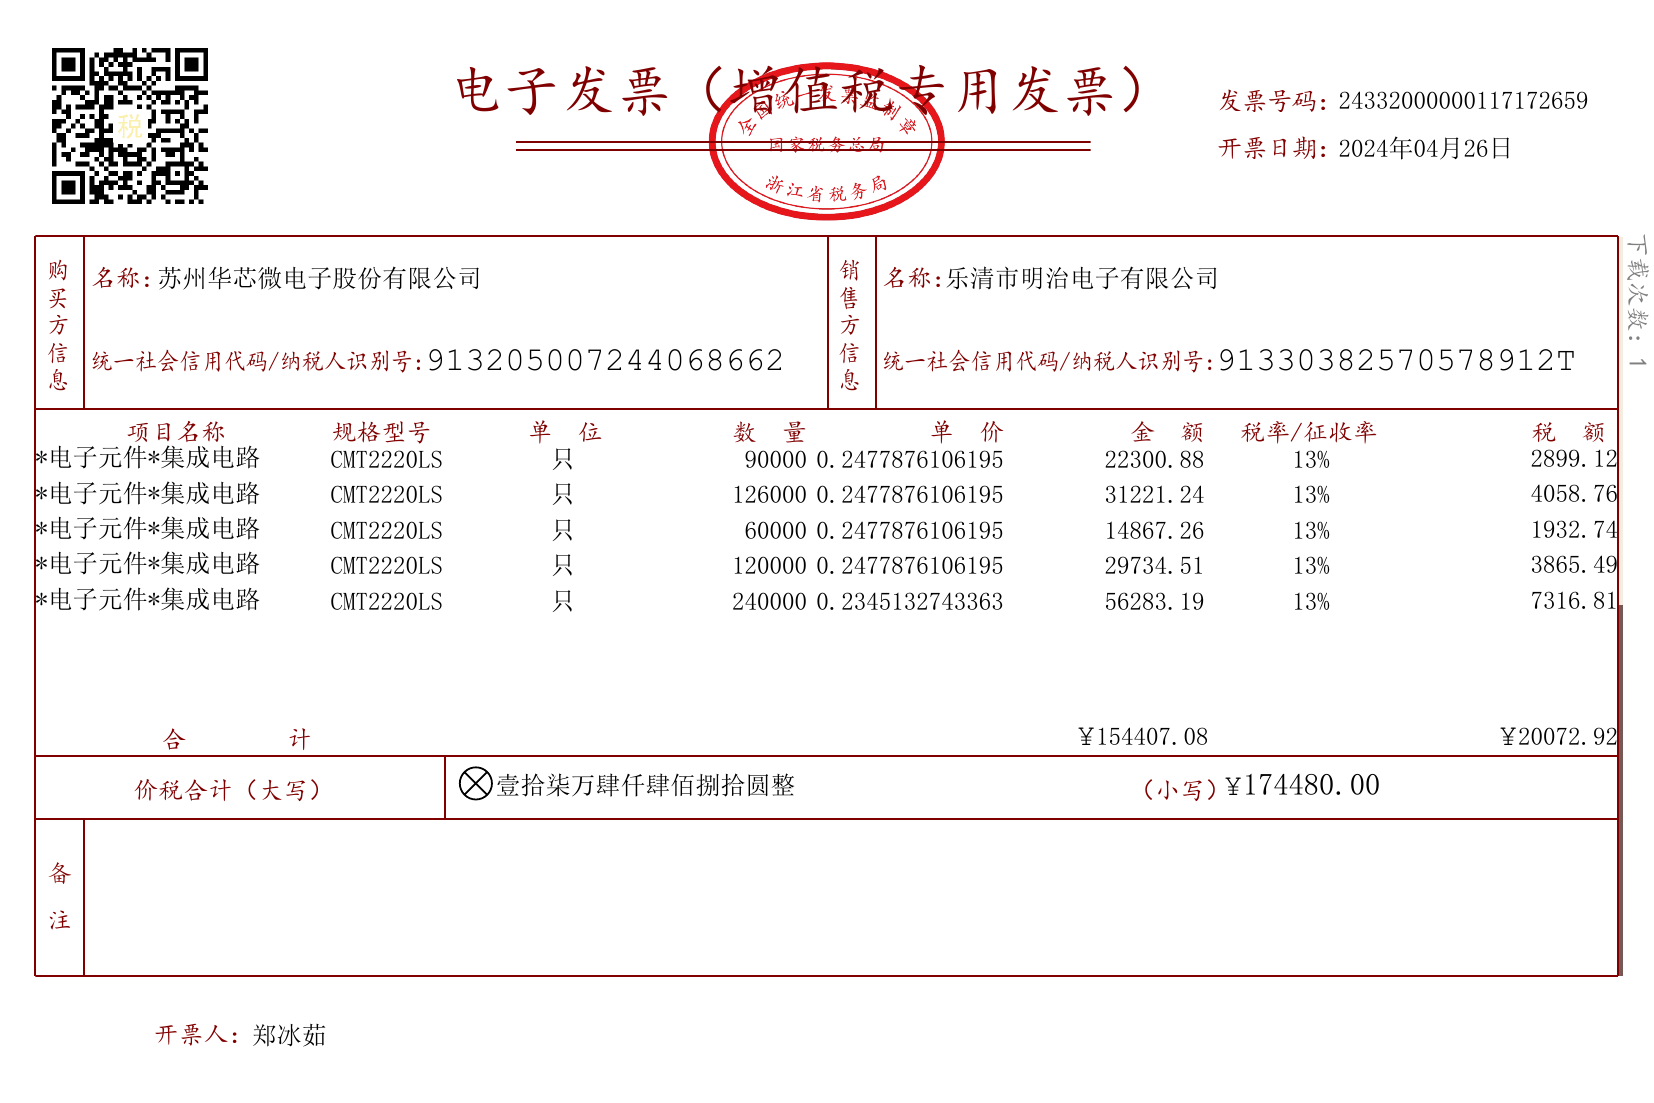 电子发票（增值税专用发票）
全国统一发票监制章
国家税务总局
浙江省税务局
税
发票号码：24332000000117172659
开票日期：2024年04月26日
下载次数：1
购买方信息
名称：苏州华芯微电子股份有限公司
统一社会信用代码/纳税人识别号：913205007244068662
销售方信息
名称：乐清市明治电子有限公司
统一社会信用代码/纳税人识别号：91330382570578912T
项目名称 规格型号 单 位 数 量 单 价 金 额 税率/征收率 税 额
*电子元件*集成电路 CMT2220LS 只 90000 0.2477876106195 22300.88 13% 2899.12
*电子元件*集成电路 CMT2220LS 只 126000 0.2477876106195 31221.24 13% 4058.76
*电子元件*集成电路 CMT2220LS 只 60000 0.2477876106195 14867.26 13% 1932.74
*电子元件*集成电路 CMT2220LS 只 120000 0.2477876106195 29734.51 13% 3865.49
*电子元件*集成电路 CMT2220LS 只 240000 0.2345132743363 56283.19 13% 7316.81
合 计 ¥154407.08 ¥20072.92
价税合计（大写） ⊗壹拾柒万肆仟肆佰捌拾圆整 （小写）¥174480.00
备注
开票人：郑冰茹